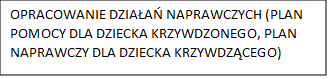 OPRACOWANIE DZIAŁAŃ NAPRAWCZYCH (PLAN
POMOCY DLA DZIECKA KRZYWDZONEGO, PLAN
NAPRAWCZY DLA DZIECKA KRZYWDZĄCEGO)